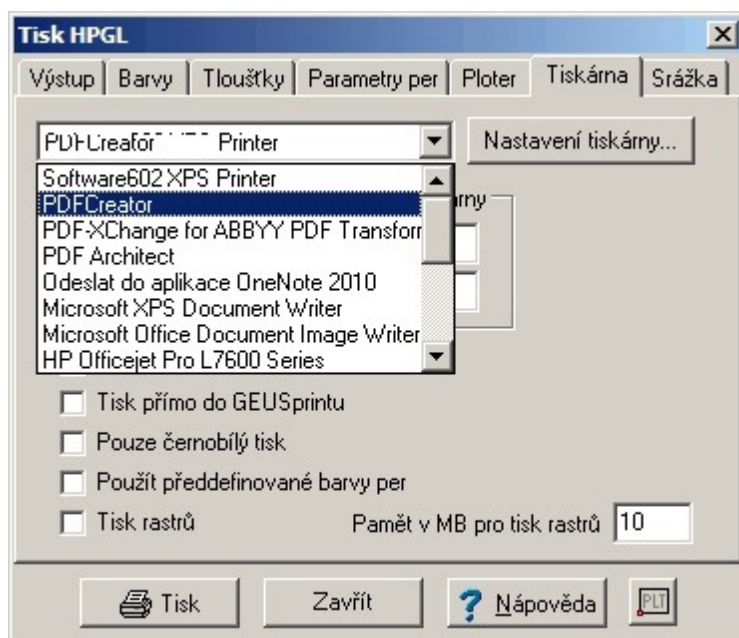 Tisk HPGL
Výstup Barvy Tloušťky Parametry per Ploter Tiskárna Srážka
PDFCreator Printer Nastavení tiskárny...
Software602 XPS Printer
PDFCreator
PDF-XChange for ABBYY PDF Transform
PDF Architect
Odeslat do aplikace OneNote 2010
Microsoft XPS Document Writer
Microsoft Office Document Image Writer
HP Officejet Pro L7600 Series
Tisk přímo do GEUSprintu
Pouze černobílý tisk
Použít předdefinované barvy per
Tisk rastrů Pamět v MB pro tisk rastrů 10
Tisk Zavřít Nápověda PLT